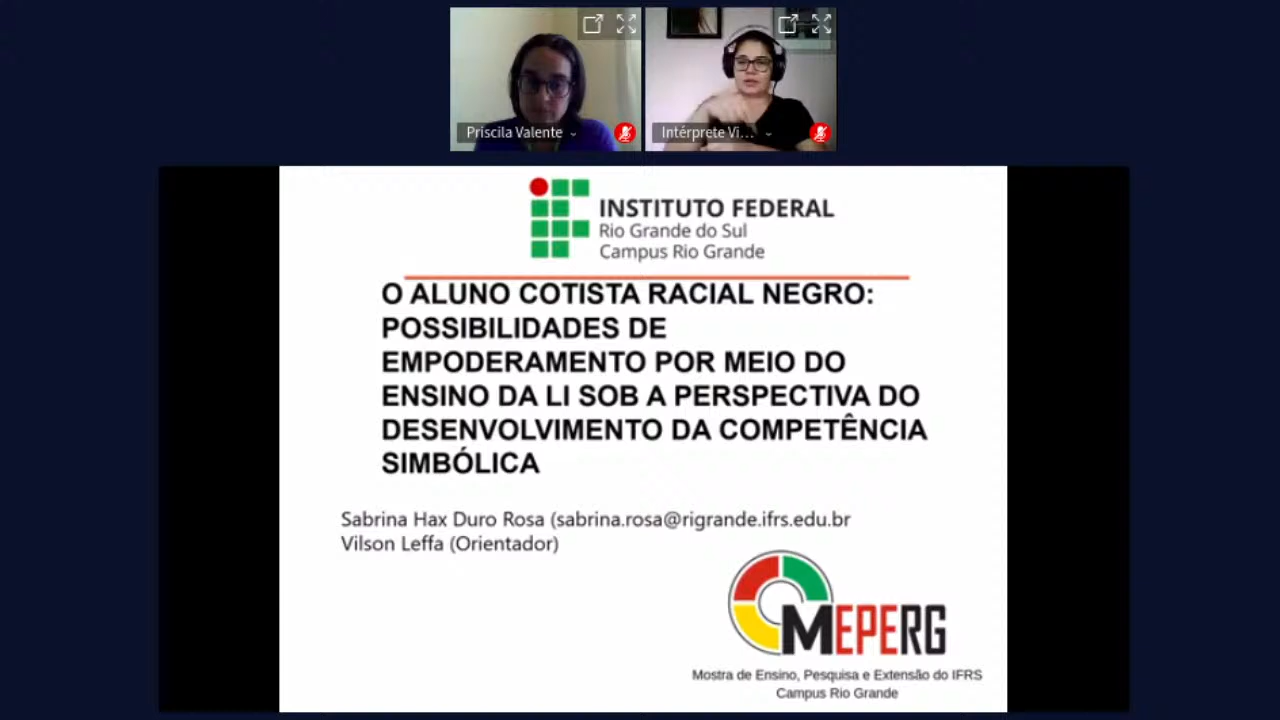 Priscila Valente
Intérprete Vi...
INSTITUTO FEDERAL
Rio Grande do Sul
Campus Rio Grande
O ALUNO COTISTA RACIAL NEGRO:
POSSIBILIDADES DE
EMPODERAMENTO POR MEIO DO
ENSINO DA LI SOB A PERSPECTIVA DO
DESENVOLVIMENTO DA COMPETÊNCIA
SIMBÓLICA
Sabrina Hax Duro Rosa (sabrina.rosa@rigrande.ifrs.edu.br
Vilson Leffa (Orientador)
MEPERG
Mostra de Ensino, Pesquisa e Extensão do IFRS
Campus Rio Grande